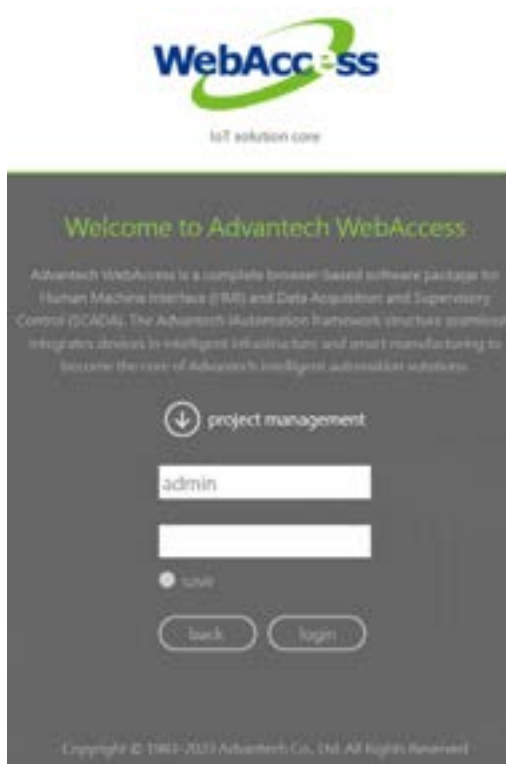 WebAccess
IoT solution core
Welcome to Advantech WebAccess
Advantech WebAccess is a complete browser-based software package for
Human Machine Interface (HMI) and Data Acquisition and Supervisory
Control (SCADA). The Advantech iAutomation framework structure seamless
integrates devices in intelligent infrastructure and smart manufacturing to
become the core of Advantech intelligent automation solutions.
project management
admin
save
back
login
Copyright © 1983-2023 Advantech Co., Ltd. All Rights Reserved